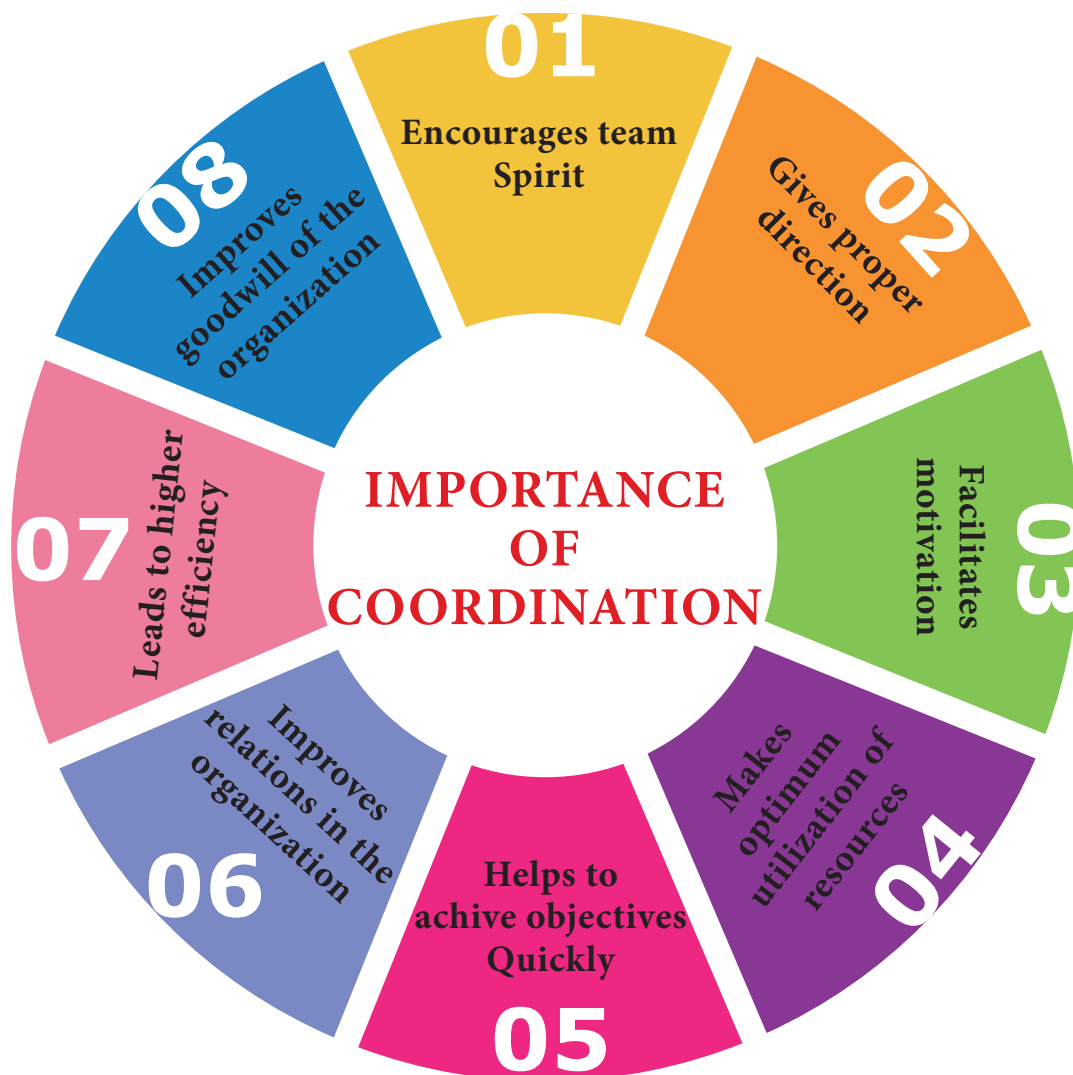 IMPORTANCE
OF
COORDINATION
01
Encourages team
Spirit
02
Gives proper
direction
03
Facilitates
motivation
04
Makes
optimum
utilization of
resources
05
Helps to
achive objectives
Quickly
06
Improves
relations in the
organization
07
Leads to higher
efficiency
08
Improves
goodwill of the
organization